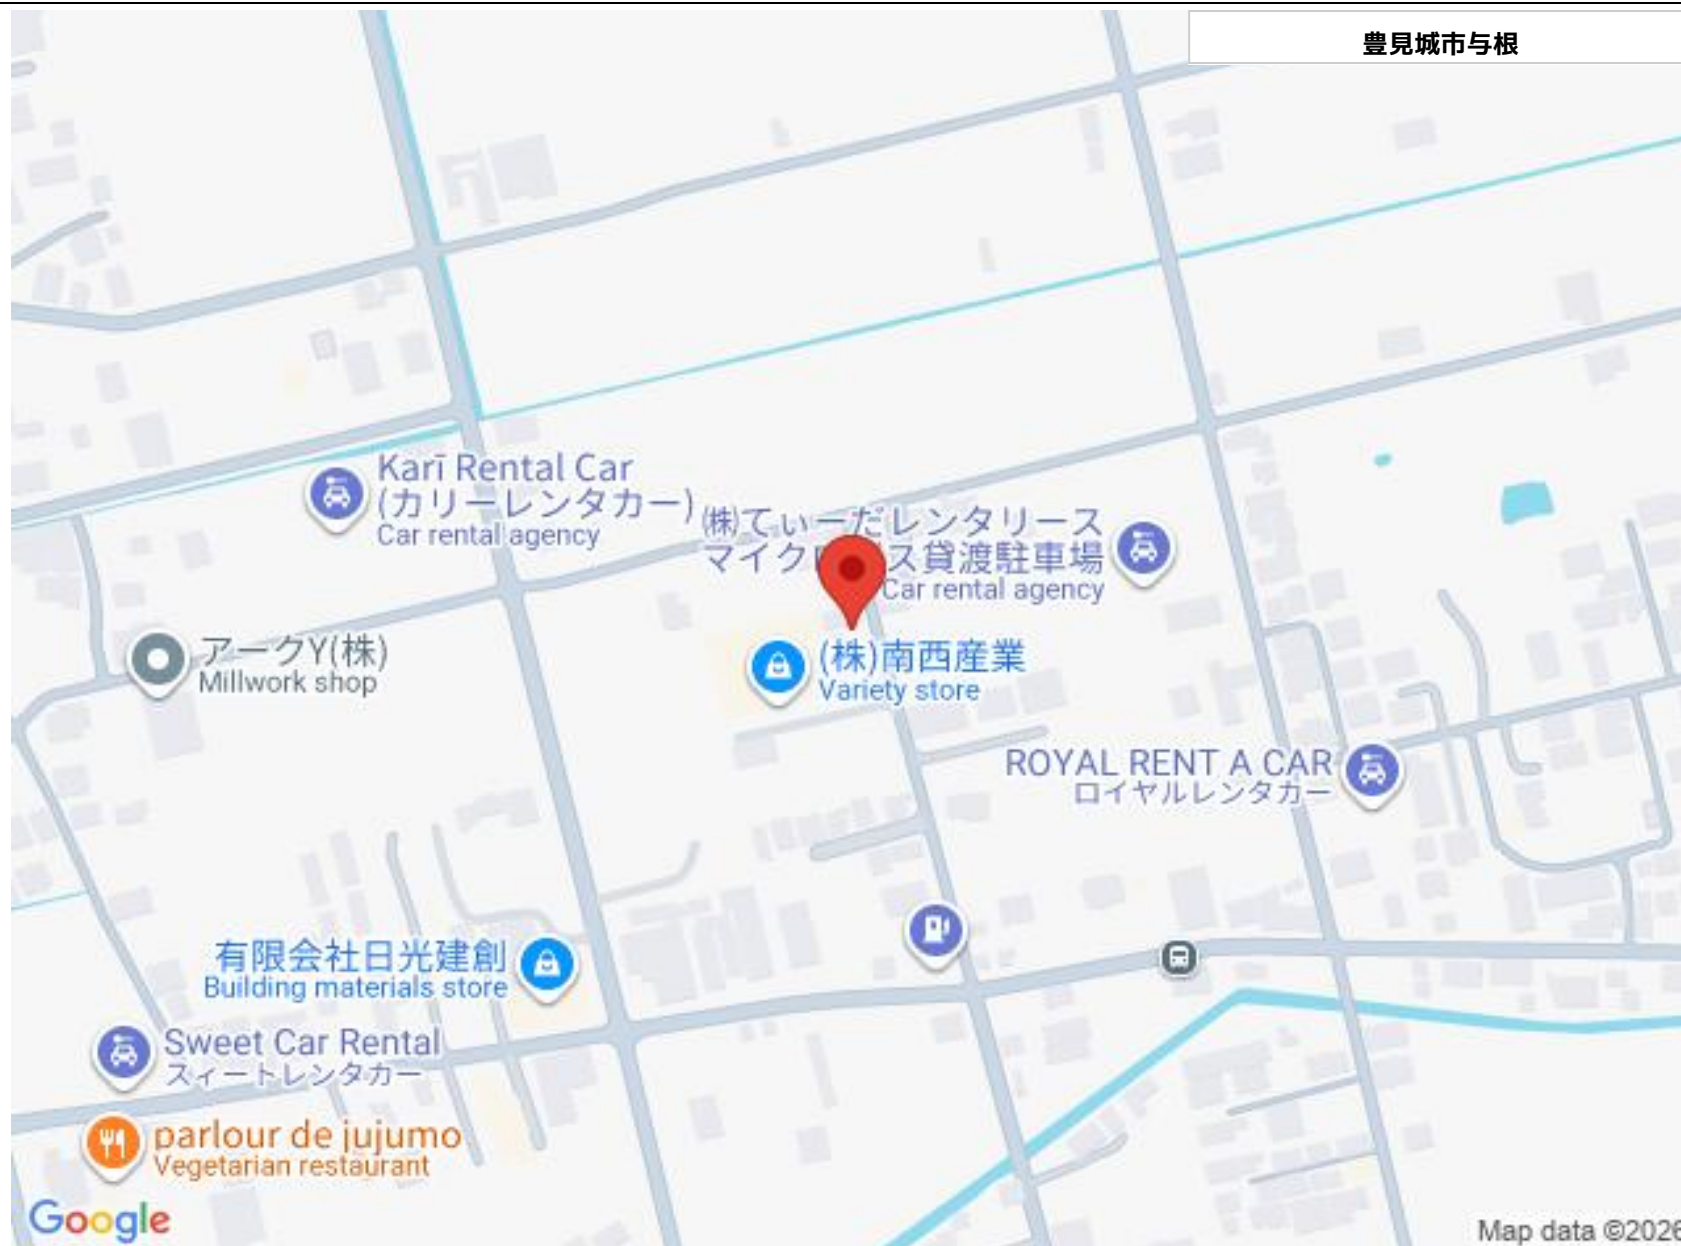 豊見城市与根
Karī Rental Car
(カリーレンタカー)
Car rental agency
(株)てぃーだレンタリース
マイクロ
ス貸渡駐車場
Car rental agency
アークY(株)
Millwork shop
(株)南西産業
Variety store
ROYAL RENT A CAR
ロイヤルレンタカー
有限会社日光建創
Building materials store
Sweet Car Rental
スィートレンタカー
parlour de jujumo
Vegetarian restaurant
Google
Map data ©2026